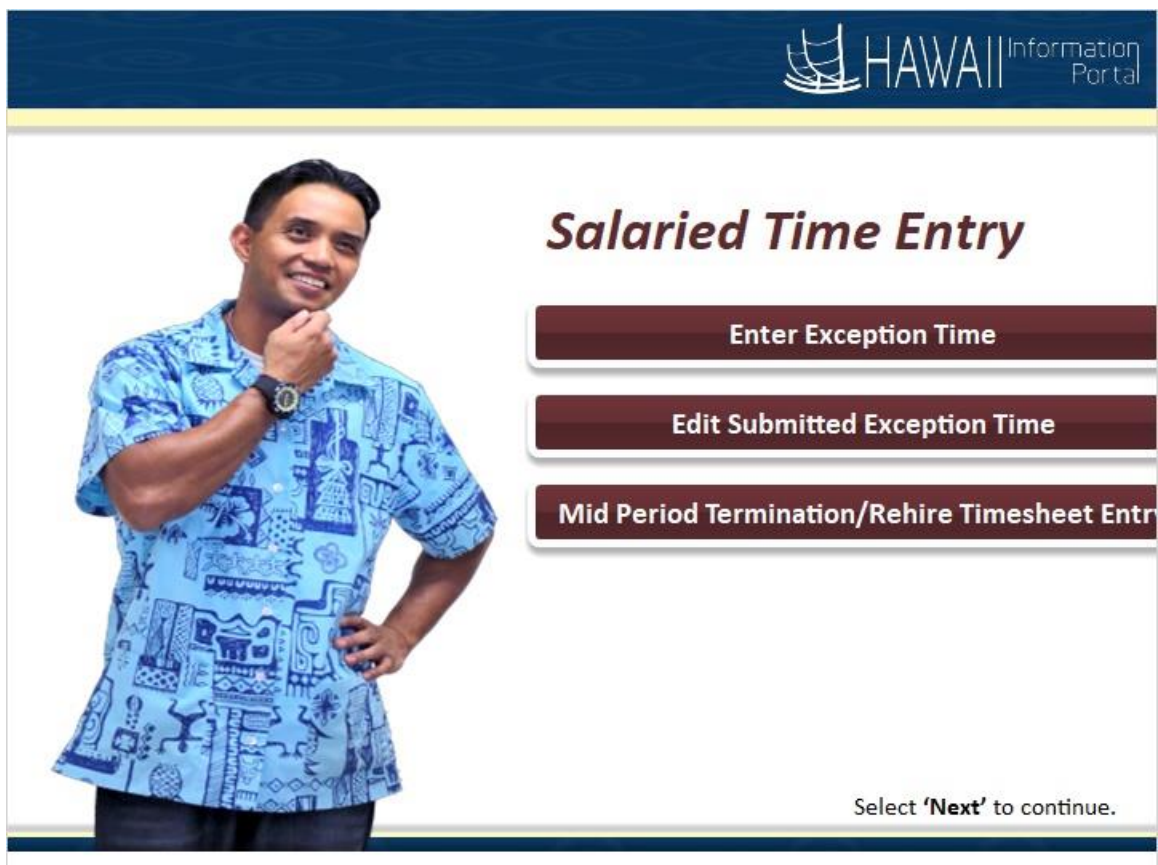 HAWAII Information
Portal
Salaried Time Entry
Enter Exception Time
Edit Submitted Exception Time
Mid Period Termination/Rehire Timesheet Entry
Select ‘Next’ to continue.